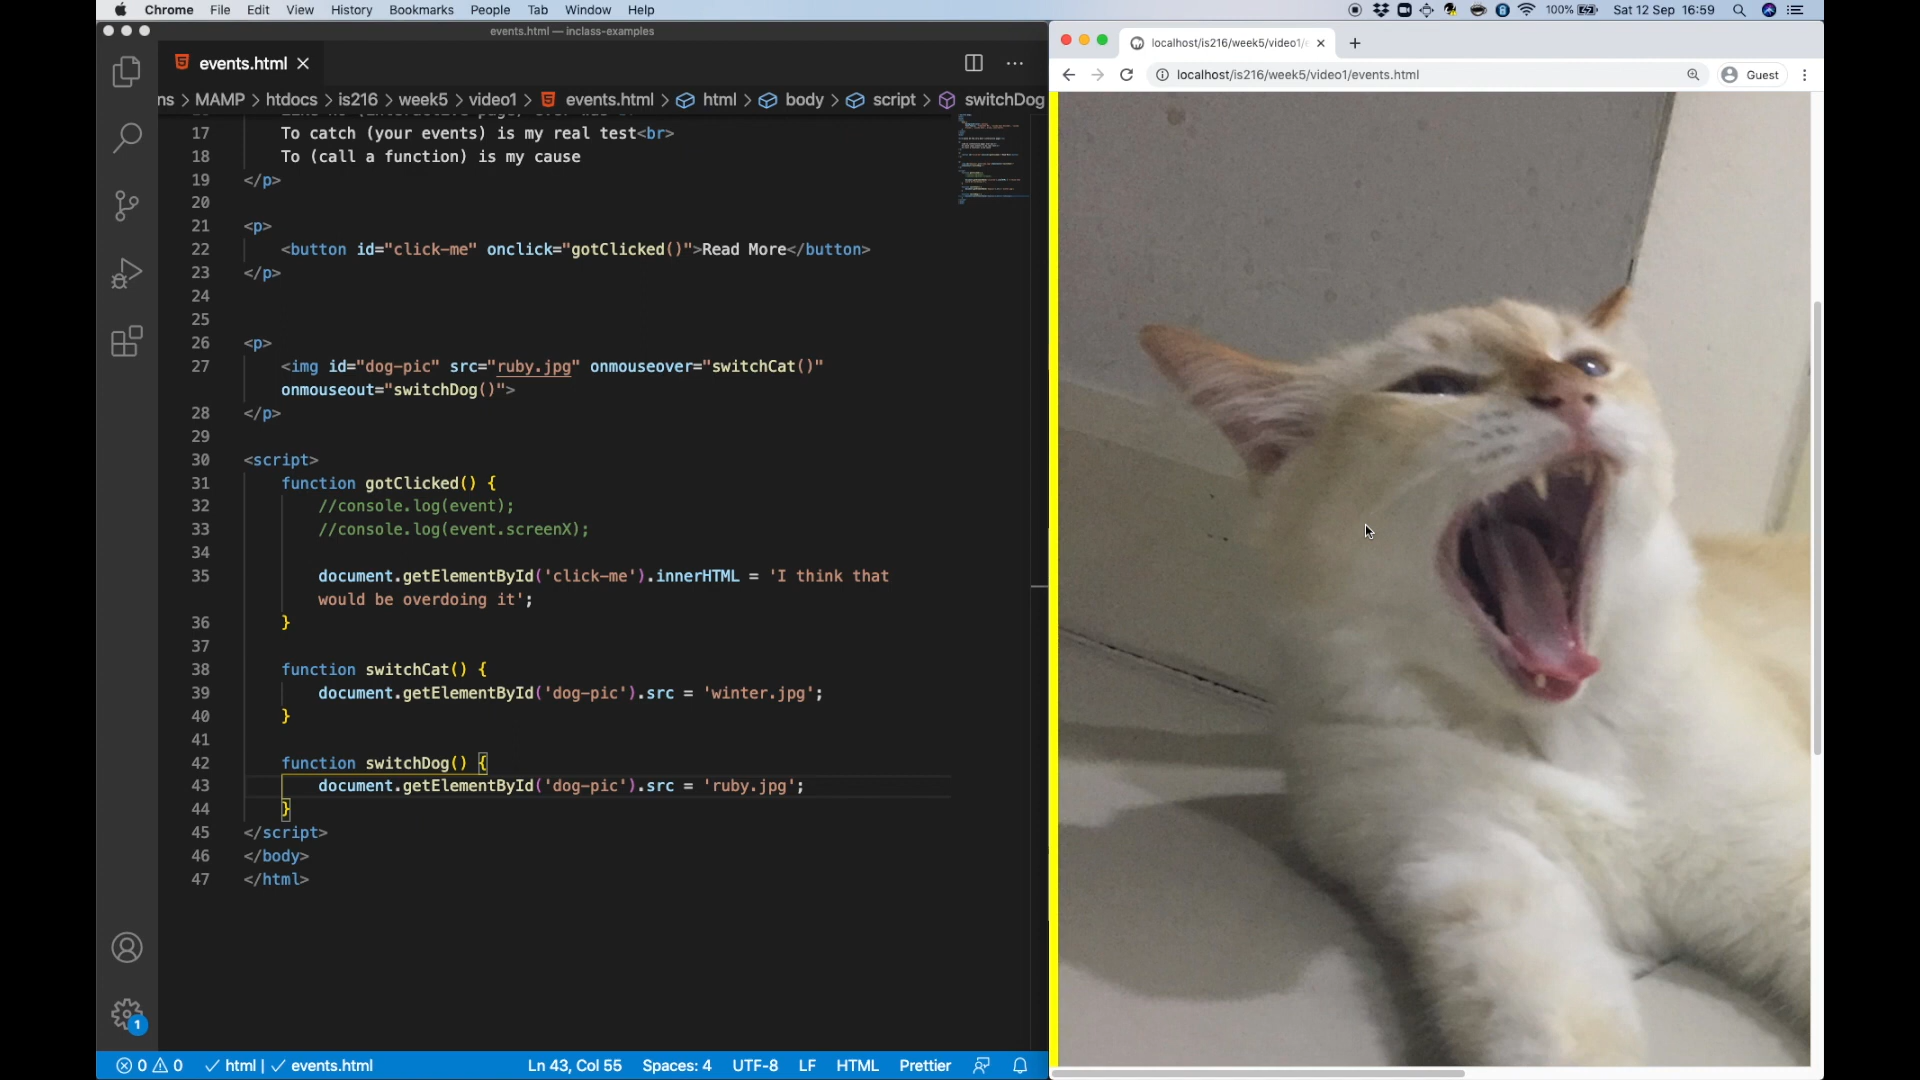 Chrome File Edit View History Bookmarks People Tab Window Help
100% Sat 12 Sep 16:59
events.html — inclass-examples
events.html
ns > MAMP > htdocs > is216 > week5 > video1 > events.html > html > body > script > switchDog
17 To catch (your events) is my real test<br>
18 To (call a function) is my cause
19 </p>
20
21 <p>
22 <button id="click-me" onclick="gotClicked()">Read More</button>
23 </p>
24
25
26 <p>
27 <img id="dog-pic" src="ruby.jpg" onmouseover="switchCat()"
onmouseout="switchDog()">
28 </p>
29
30 <script>
31 function gotClicked() {
32 //console.log(event);
33 //console.log(event.screenX);
34
35 document.getElementById('click-me').innerHTML = 'I think that
would be overdoing it';
36 }
37
38 function switchCat() {
39 document.getElementById('dog-pic').src = 'winter.jpg';
40 }
41
42 function switchDog() {
43 document.getElementById('dog-pic').src = 'ruby.jpg';
44 }
45 </script>
46 </body>
47 </html>
1
0 0 html | events.html Ln 43, Col 55 Spaces: 4 UTF-8 LF HTML Prettier
localhost/is216/week5/video1/
localhost/is216/week5/video1/events.html
Guest